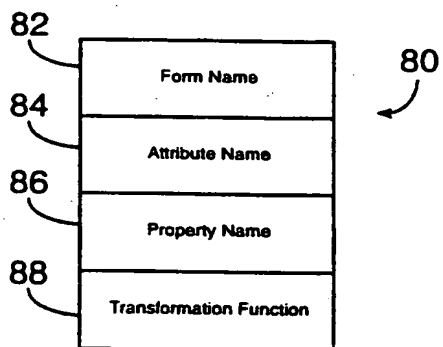 82
Form Name
80
84
Attribute Name
86
Property Name
88
Transformation Function